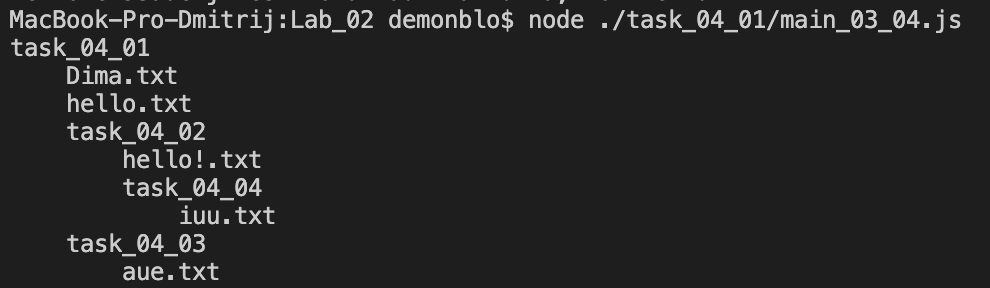 MacBook-Pro-Dmitrij:Lab_02 demonblo$ node ./task_04_01/main_03_04.js
task_04_01
    Dima.txt
    hello.txt
    task_04_02
        hello!.txt
        task_04_04
            iuu.txt
    task_04_03
        aue.txt